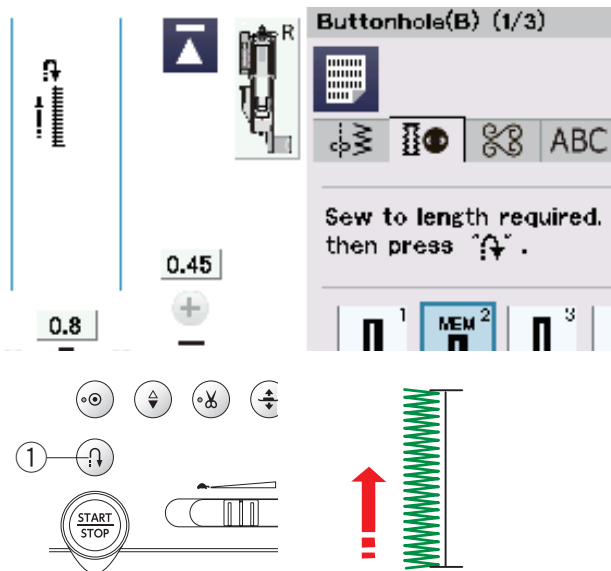 R
0.45
0.8
Buttonhole(B) (1/3)
ABC
Sew to length required.
then press “ ”.
1
MEM 2
3
1
START
STOP